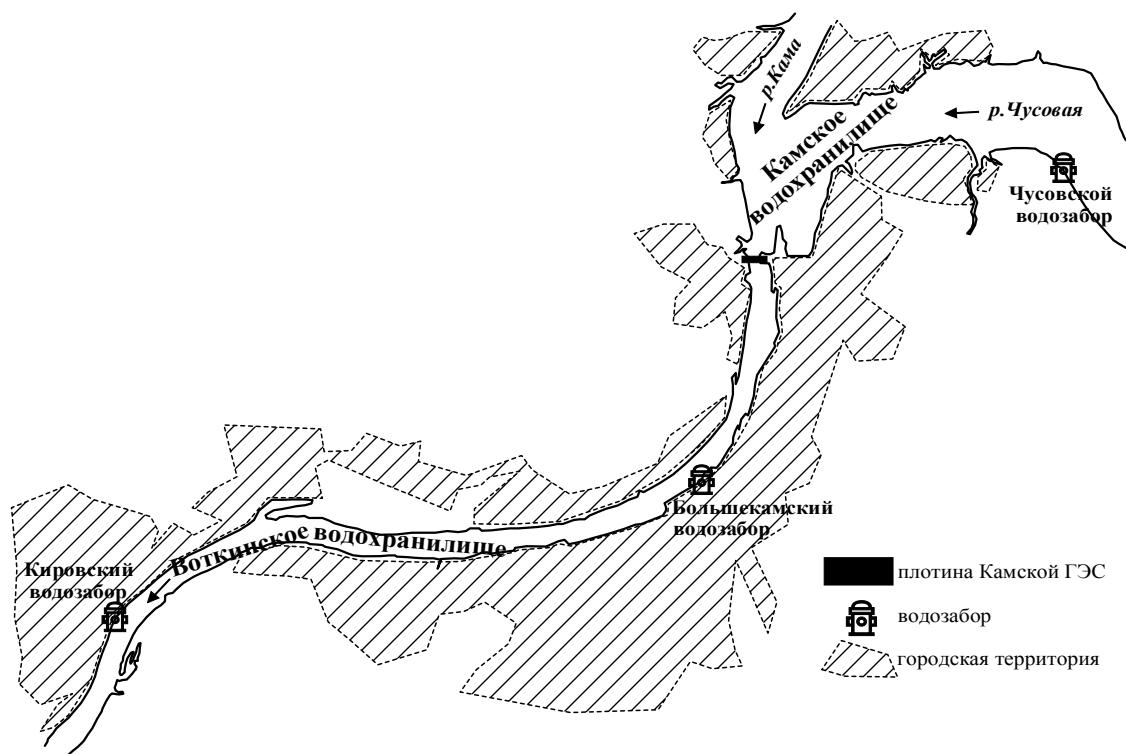 р.Кама
р.Чусовая
Камское
водохранилище
Чусовской
водозабор
Большекамский
водозабор
Воткинское водохранилище
Кировский
водозабор
плотина Камской ГЭС
водозабор
городская территория